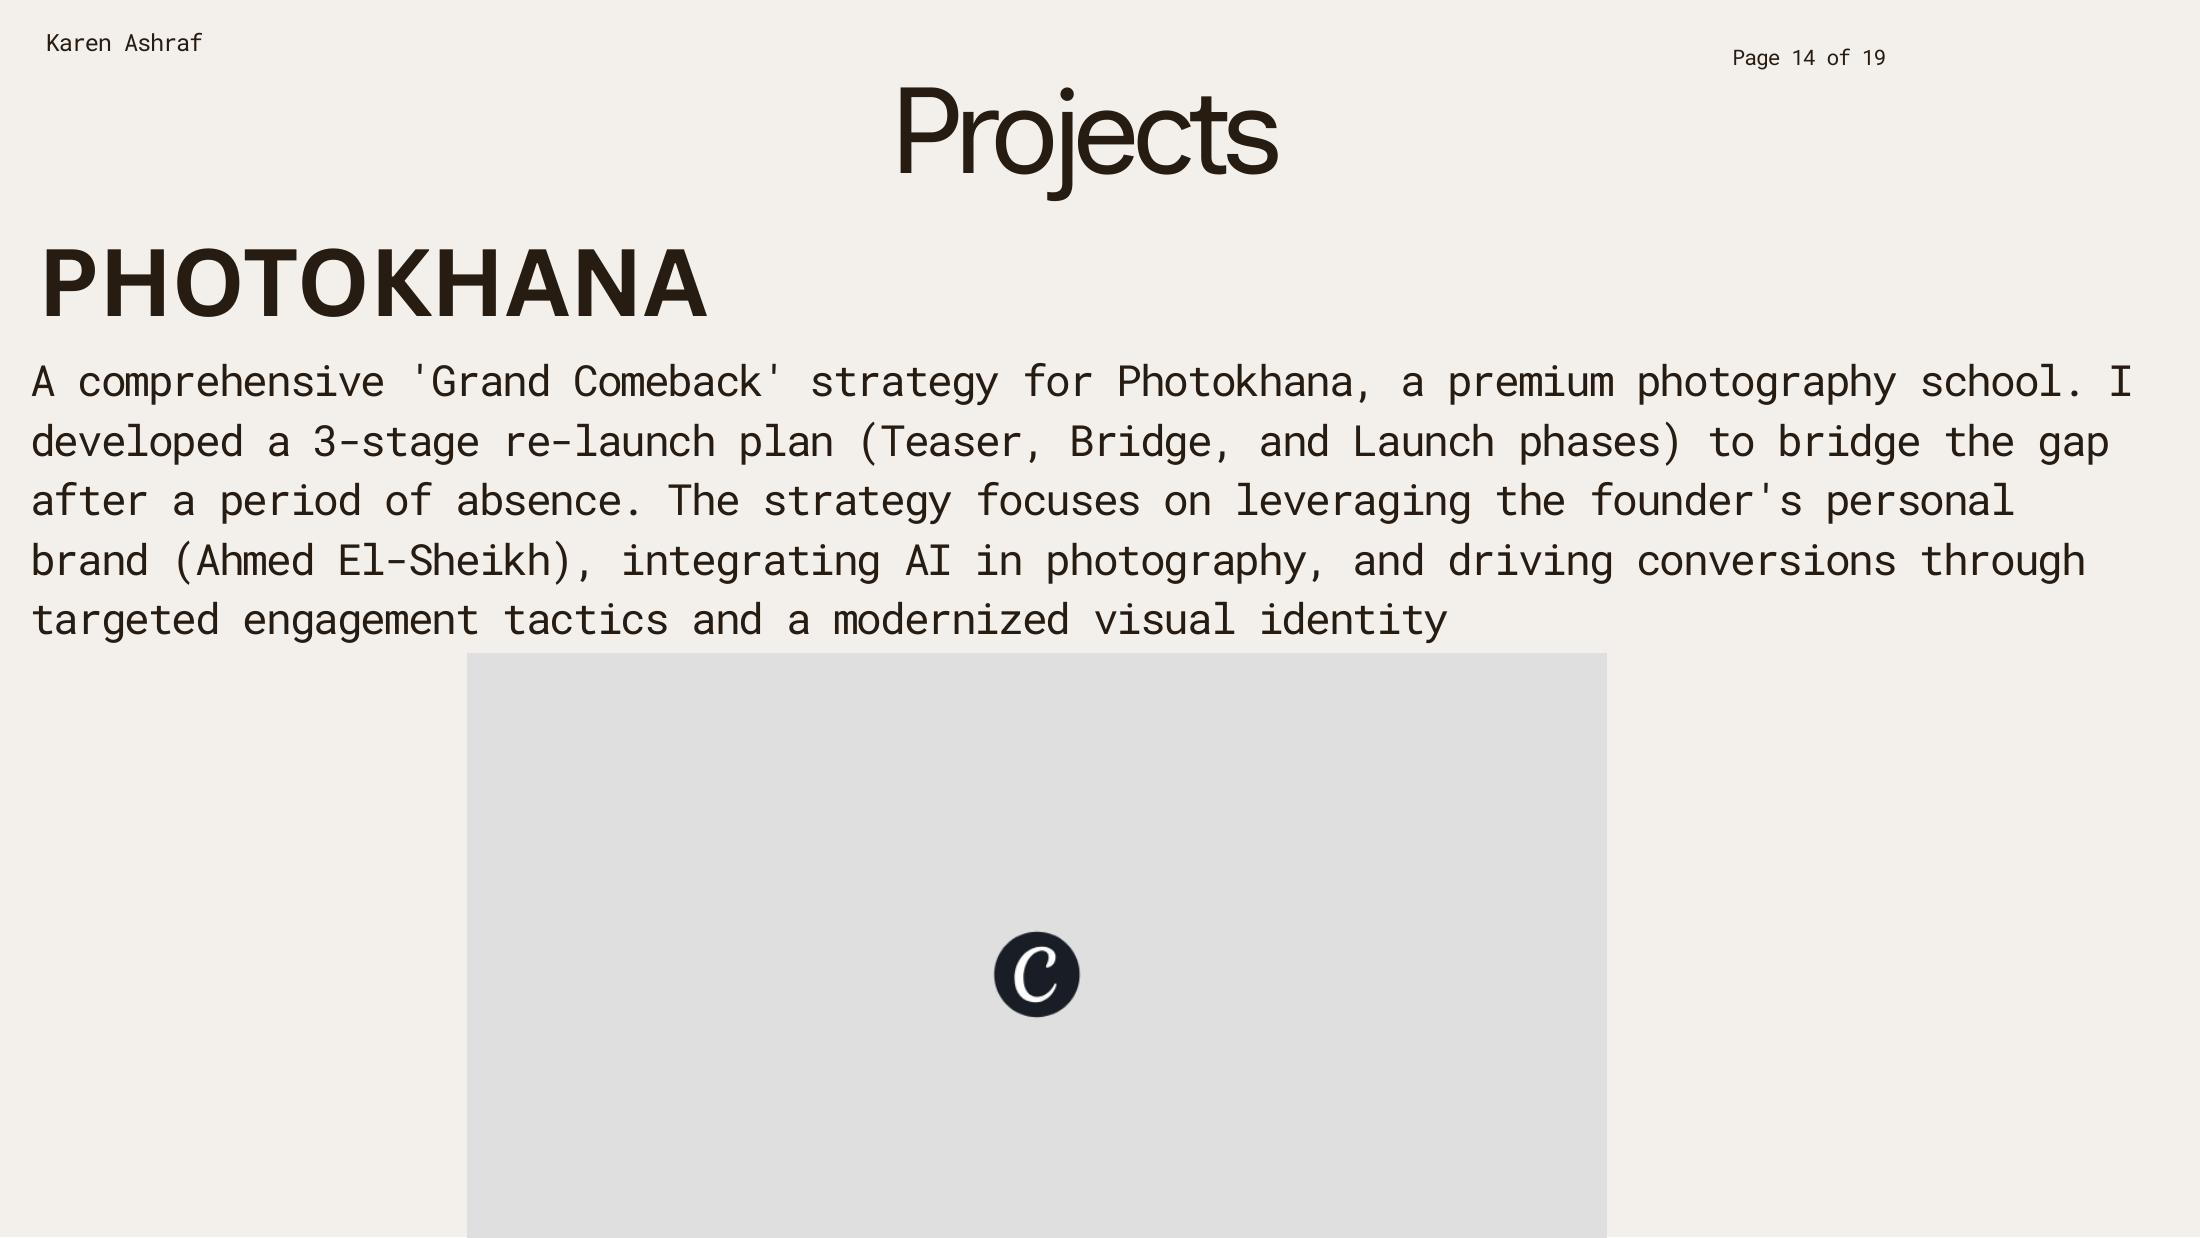 Karen Ashraf
Page 14 of 19
Projects
PHOTOKHANA
A comprehensive 'Grand Comeback' strategy for Photokhana, a premium photography school. I
developed a 3-stage re-launch plan (Teaser, Bridge, and Launch phases) to bridge the gap
after a period of absence. The strategy focuses on leveraging the founder's personal
brand (Ahmed El-Sheikh), integrating AI in photography, and driving conversions through
targeted engagement tactics and a modernized visual identity
C